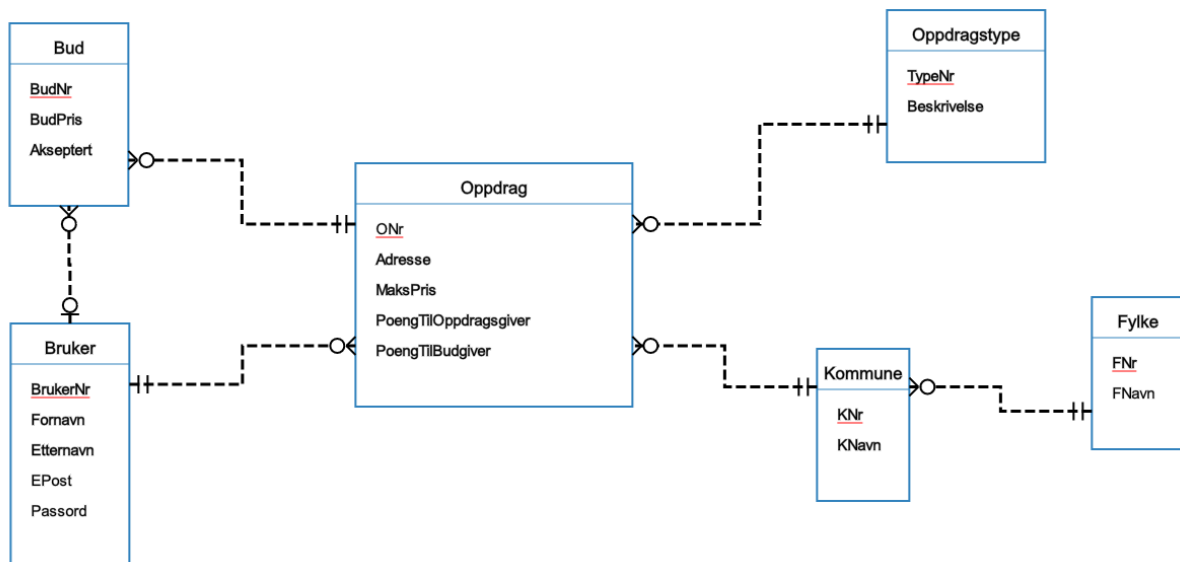 Bud
BudNr
BudPris
Akseptert
Oppdragstype
TypeNr
Beskrivelse
Oppdrag
ONr
Adresse
MaksPris
PoengTilOppdragsgiver
PoengTilBudgiver
Bruker
BrukerNr
Fornavn
Etternavn
EPost
Passord
Kommune
KNr
KNavn
Fylke
FNr
FNavn